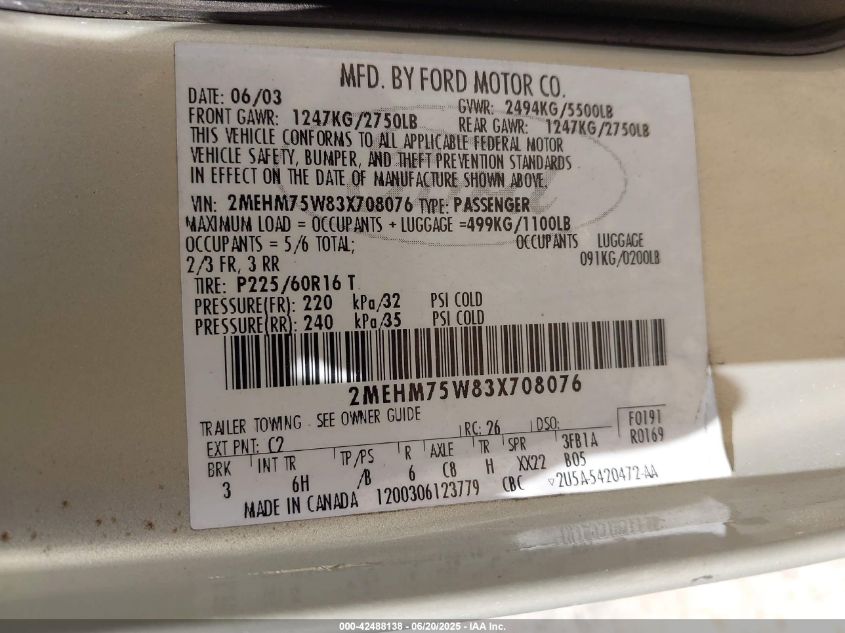 MFD. BY FORD MOTOR CO.
DATE: 06/03 GVWR: 2494KG/5500LB
FRONT GAWR: 1247KG/2750LB REAR GAWR: 1247KG/2750LB
THIS VEHICLE CONFORMS TO ALL APPLICABLE FEDERAL MOTOR
VEHICLE SAFETY, BUMPER, AND THEFT PREVENTION STANDARDS
IN EFFECT ON THE DATE OF MANUFACTURE SHOWN ABOVE.
VIN: 2MEHM75W83X708076 TYPE: PASSENGER
MAXIMUM LOAD = OCCUPANTS + LUGGAGE =499KG/1100LB
OCCUPANTS = 5/6 TOTAL; OCCUPANTS LUGGAGE
2/3 FR, 3 RR 091KG/0200LB
TIRE: P225/60R16 T
PRESSURE(FR): 220 kPa/32 PSI COLD
PRESSURE(RR): 240 kPa/35 PSI COLD
2MEHM75W83X708076
TRAILER TOWING - SEE OWNER GUIDE
EXT PNT: C2 RC: 26 DSO: F0191
BRK INT TR TP/PS R AXLE TR SPR 3FB1A R0169
3 6H /B 6 C8 H XX22 B05
MADE IN CANADA 1200306123779 CBC ▽2U5A-5420472-AA
000-42488138 - 06/20/2025 - IAA Inc.